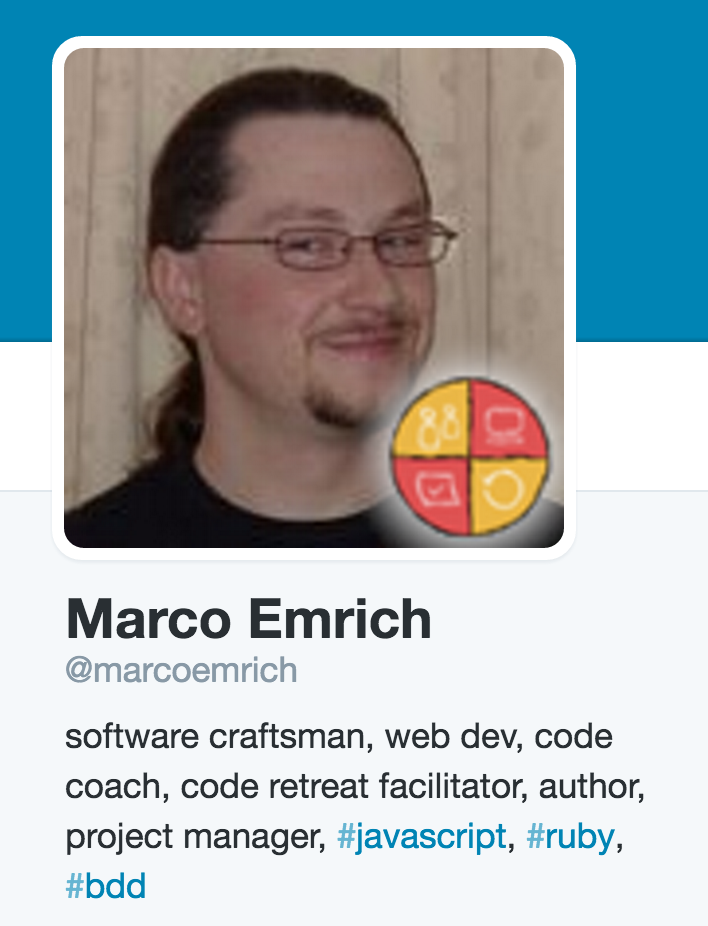 Marco Emrich
@marcoemrich
software craftsman, web dev, code
coach, code retreat facilitator, author,
project manager, #javascript, #ruby,
#bdd